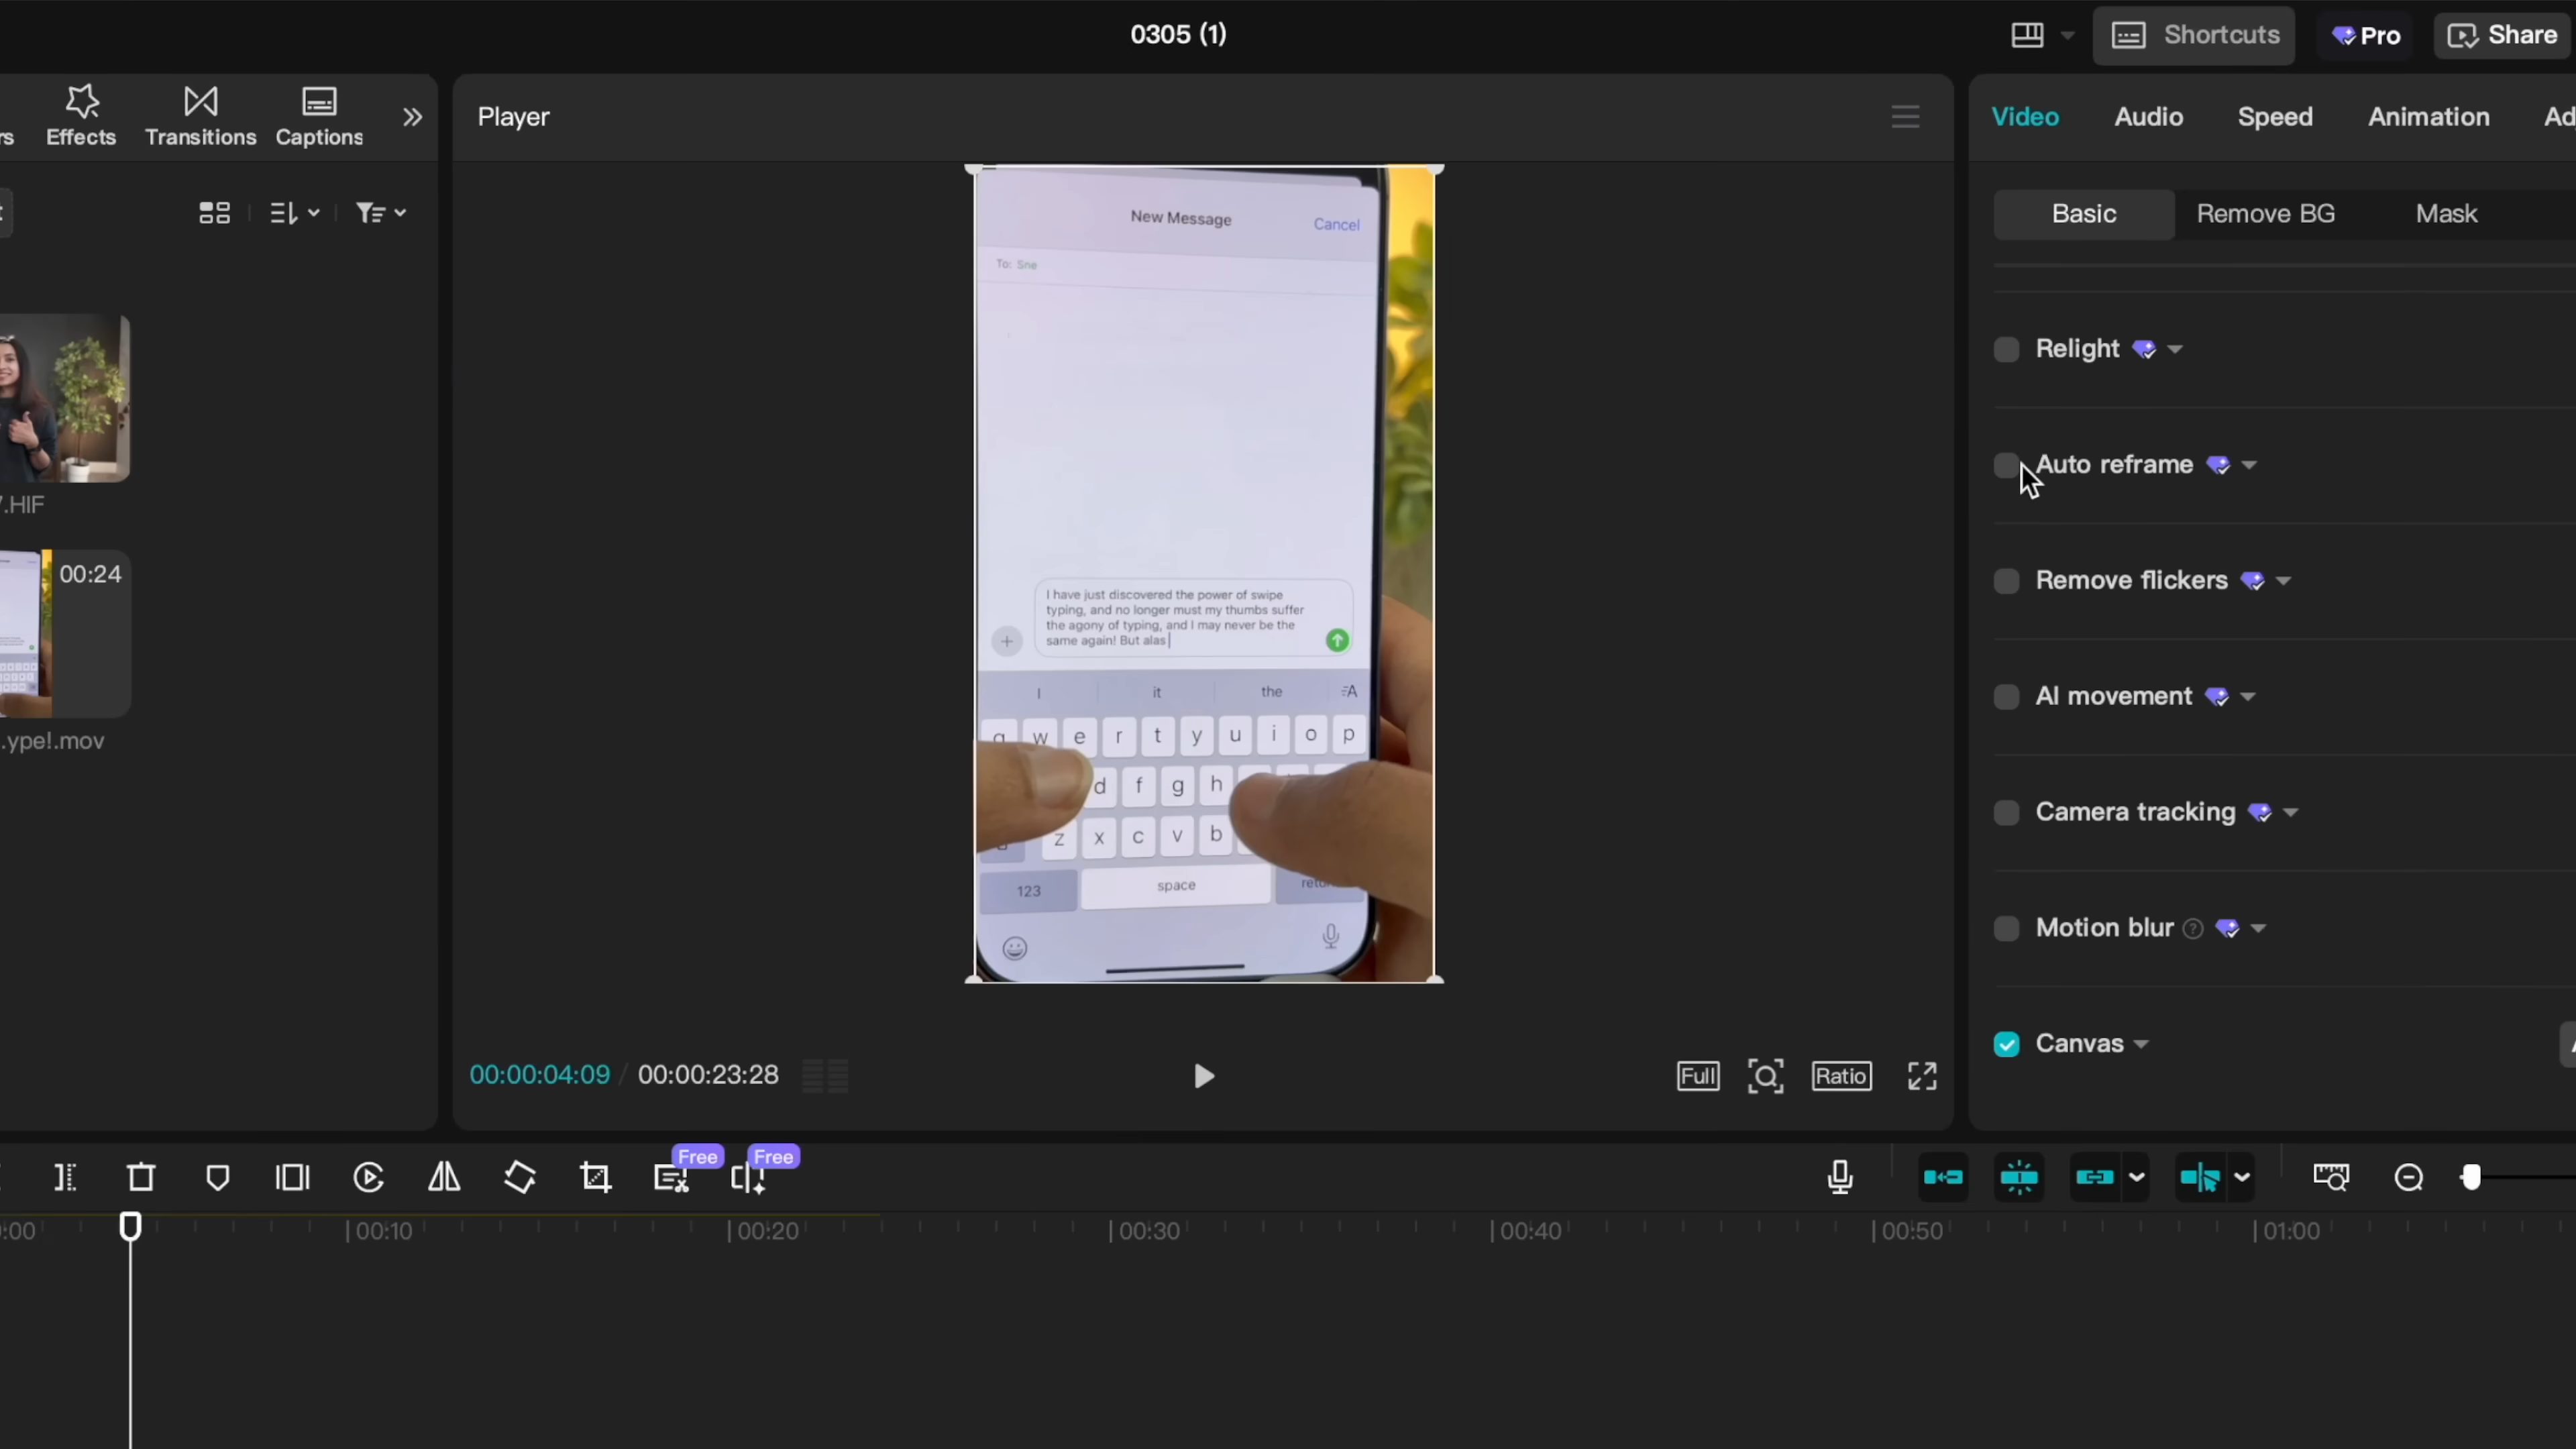 0305 (1)
Shortcuts
Pro
Share
Effects
Transitions
Captions
Player
Video
Audio
Speed
Animation
Basic
Remove BG
Mask
New Message
Cancel
To: Sne
Relight
Auto reframe
Remove flickers
AI movement
Camera tracking
Motion blur
Canvas
.HIF
00:24
.ype!.mov
I have just discovered the power of swipe
typing, and no longer must my thumbs suffer
the agony of typing, and I may never be the
same again! But alas
I it the
q w e r t y u i o p
d f g h
z x c v b
123 space
00:00:04:09 / 00:00:23:28
Full
Ratio
Free
Free
:00 00:10 00:20 00:30 00:40 00:50 01:00